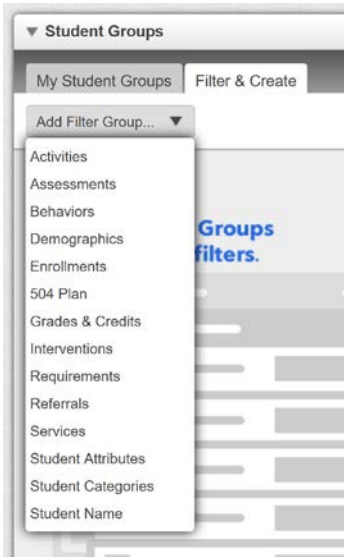 ▼ Student Groups
My Student Groups Filter & Create
Add Filter Group... ▼
Activities
Assessments
Behaviors
Groups
Demographics
filters.
Enrollments
504 Plan
Grades & Credits
Interventions
Requirements
Referrals
Services
Student Attributes
Student Categories
Student Name